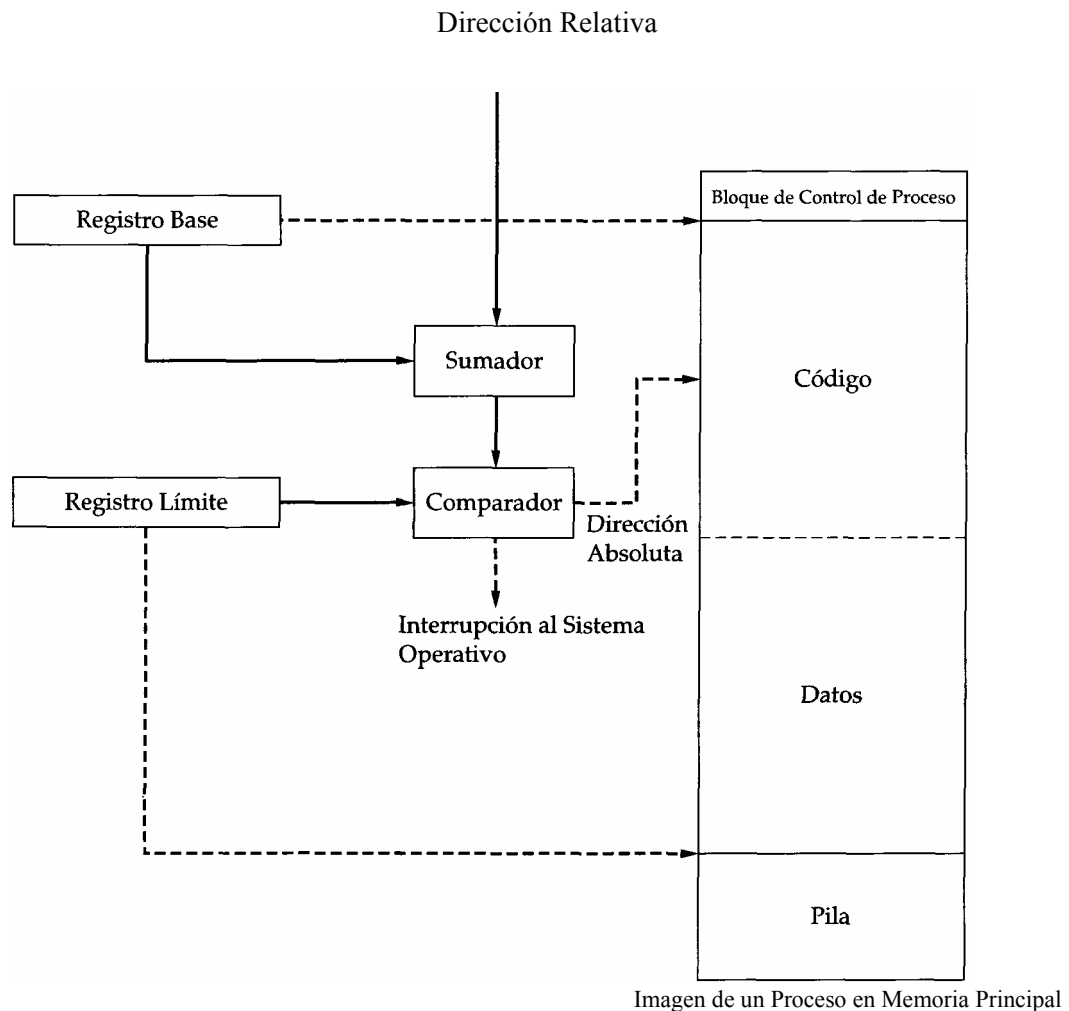 Dirección Relativa
Bloque de Control de Proceso
Registro Base
Sumador
Código
Registro Límite
Comparador
Dirección
Absoluta
Interrupción al Sistema
Operativo
Datos
Pila
Imagen de un Proceso en Memoria Principal